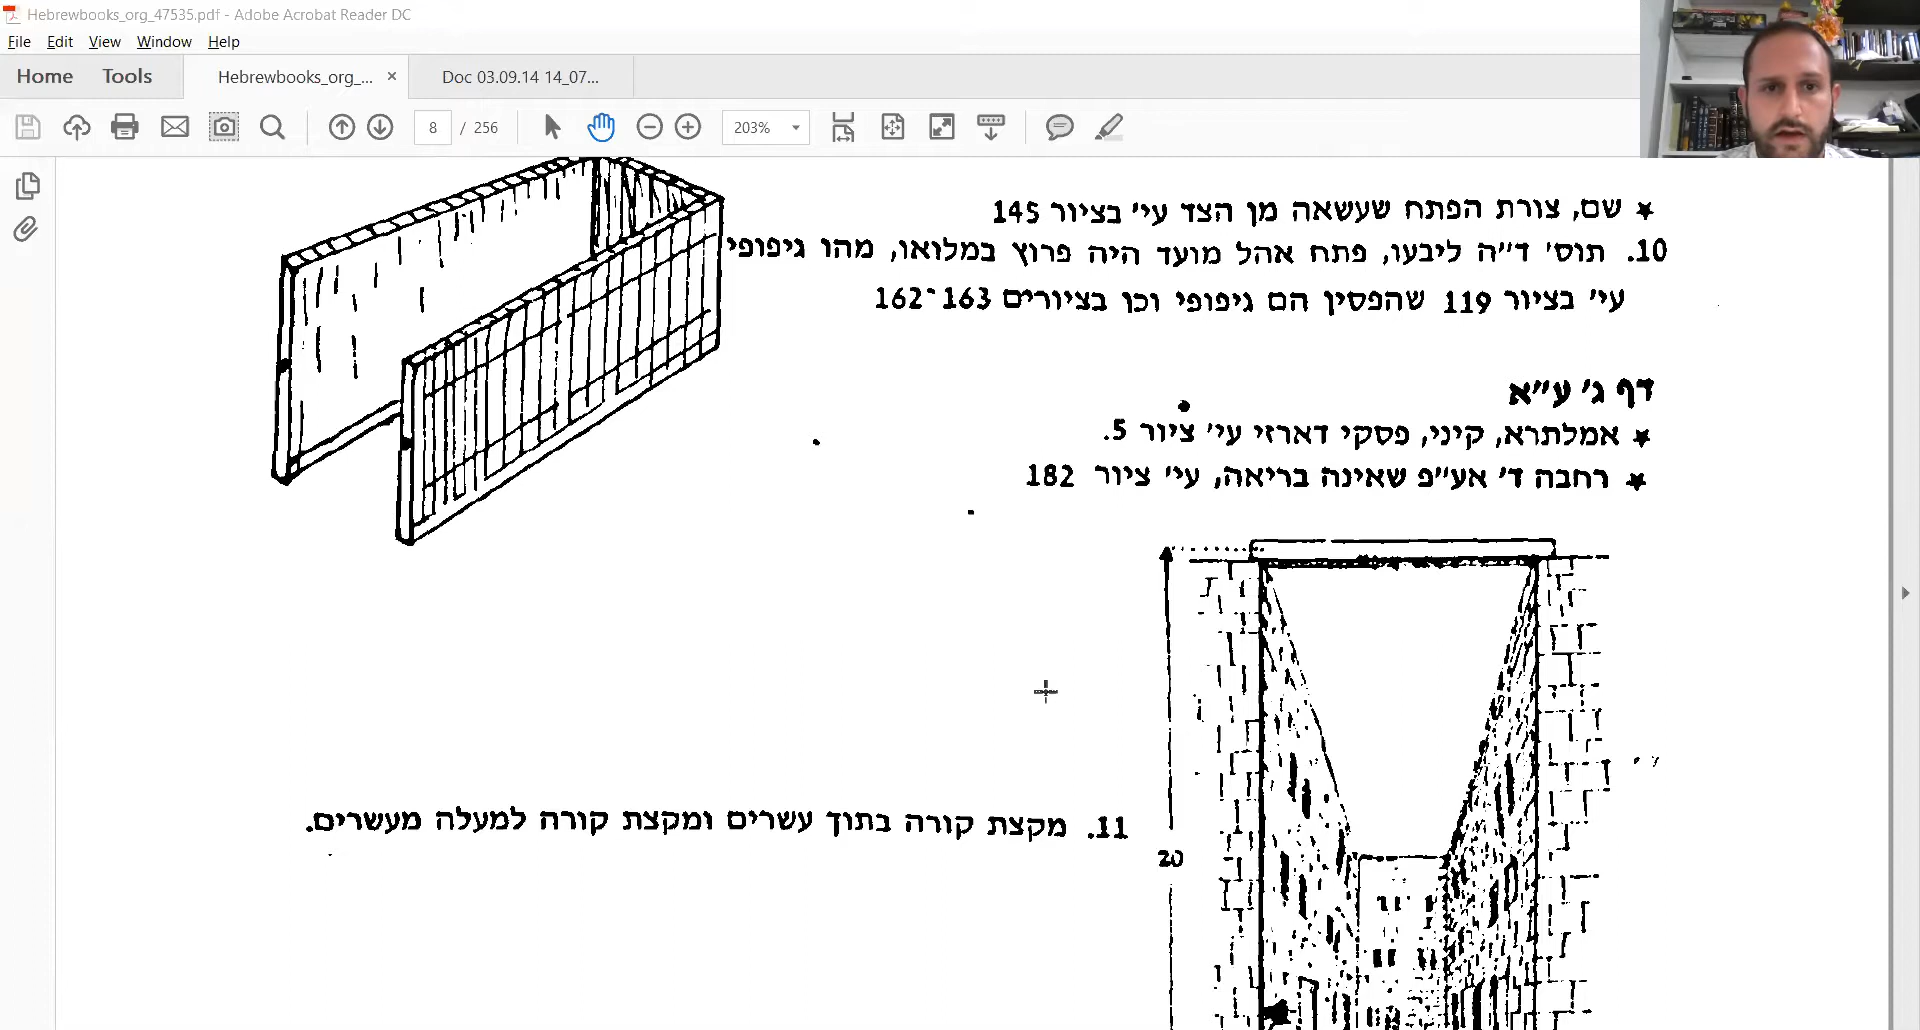 Hebrewbooks_org_47535.pdf - Adobe Acrobat Reader DC
File Edit View Window Help
Home Tools Hebrewbooks_org_... × Doc 03.09.14 14_07...
8 / 256 203%
★ שם, צורת הפתח שעשאה מן הצד עי' בציור 145
10. תוס' ד"ה ליבעו, פתח אהל מועד היה פרוץ במלואו, מהו גיפופי
עי' בציור 119 שהפסין הם גיפופי וכן בציורים 163-162
דף ג' ע"א
★ אמלתרא, קיני, פסקי דארזי עי' ציור 5.
★ רחבה ד' אע"פ שאינה בריאה, עי' ציור 182
11. מקצת קורה בתוך עשרים ומקצת קורה למעלה מעשרים.
20